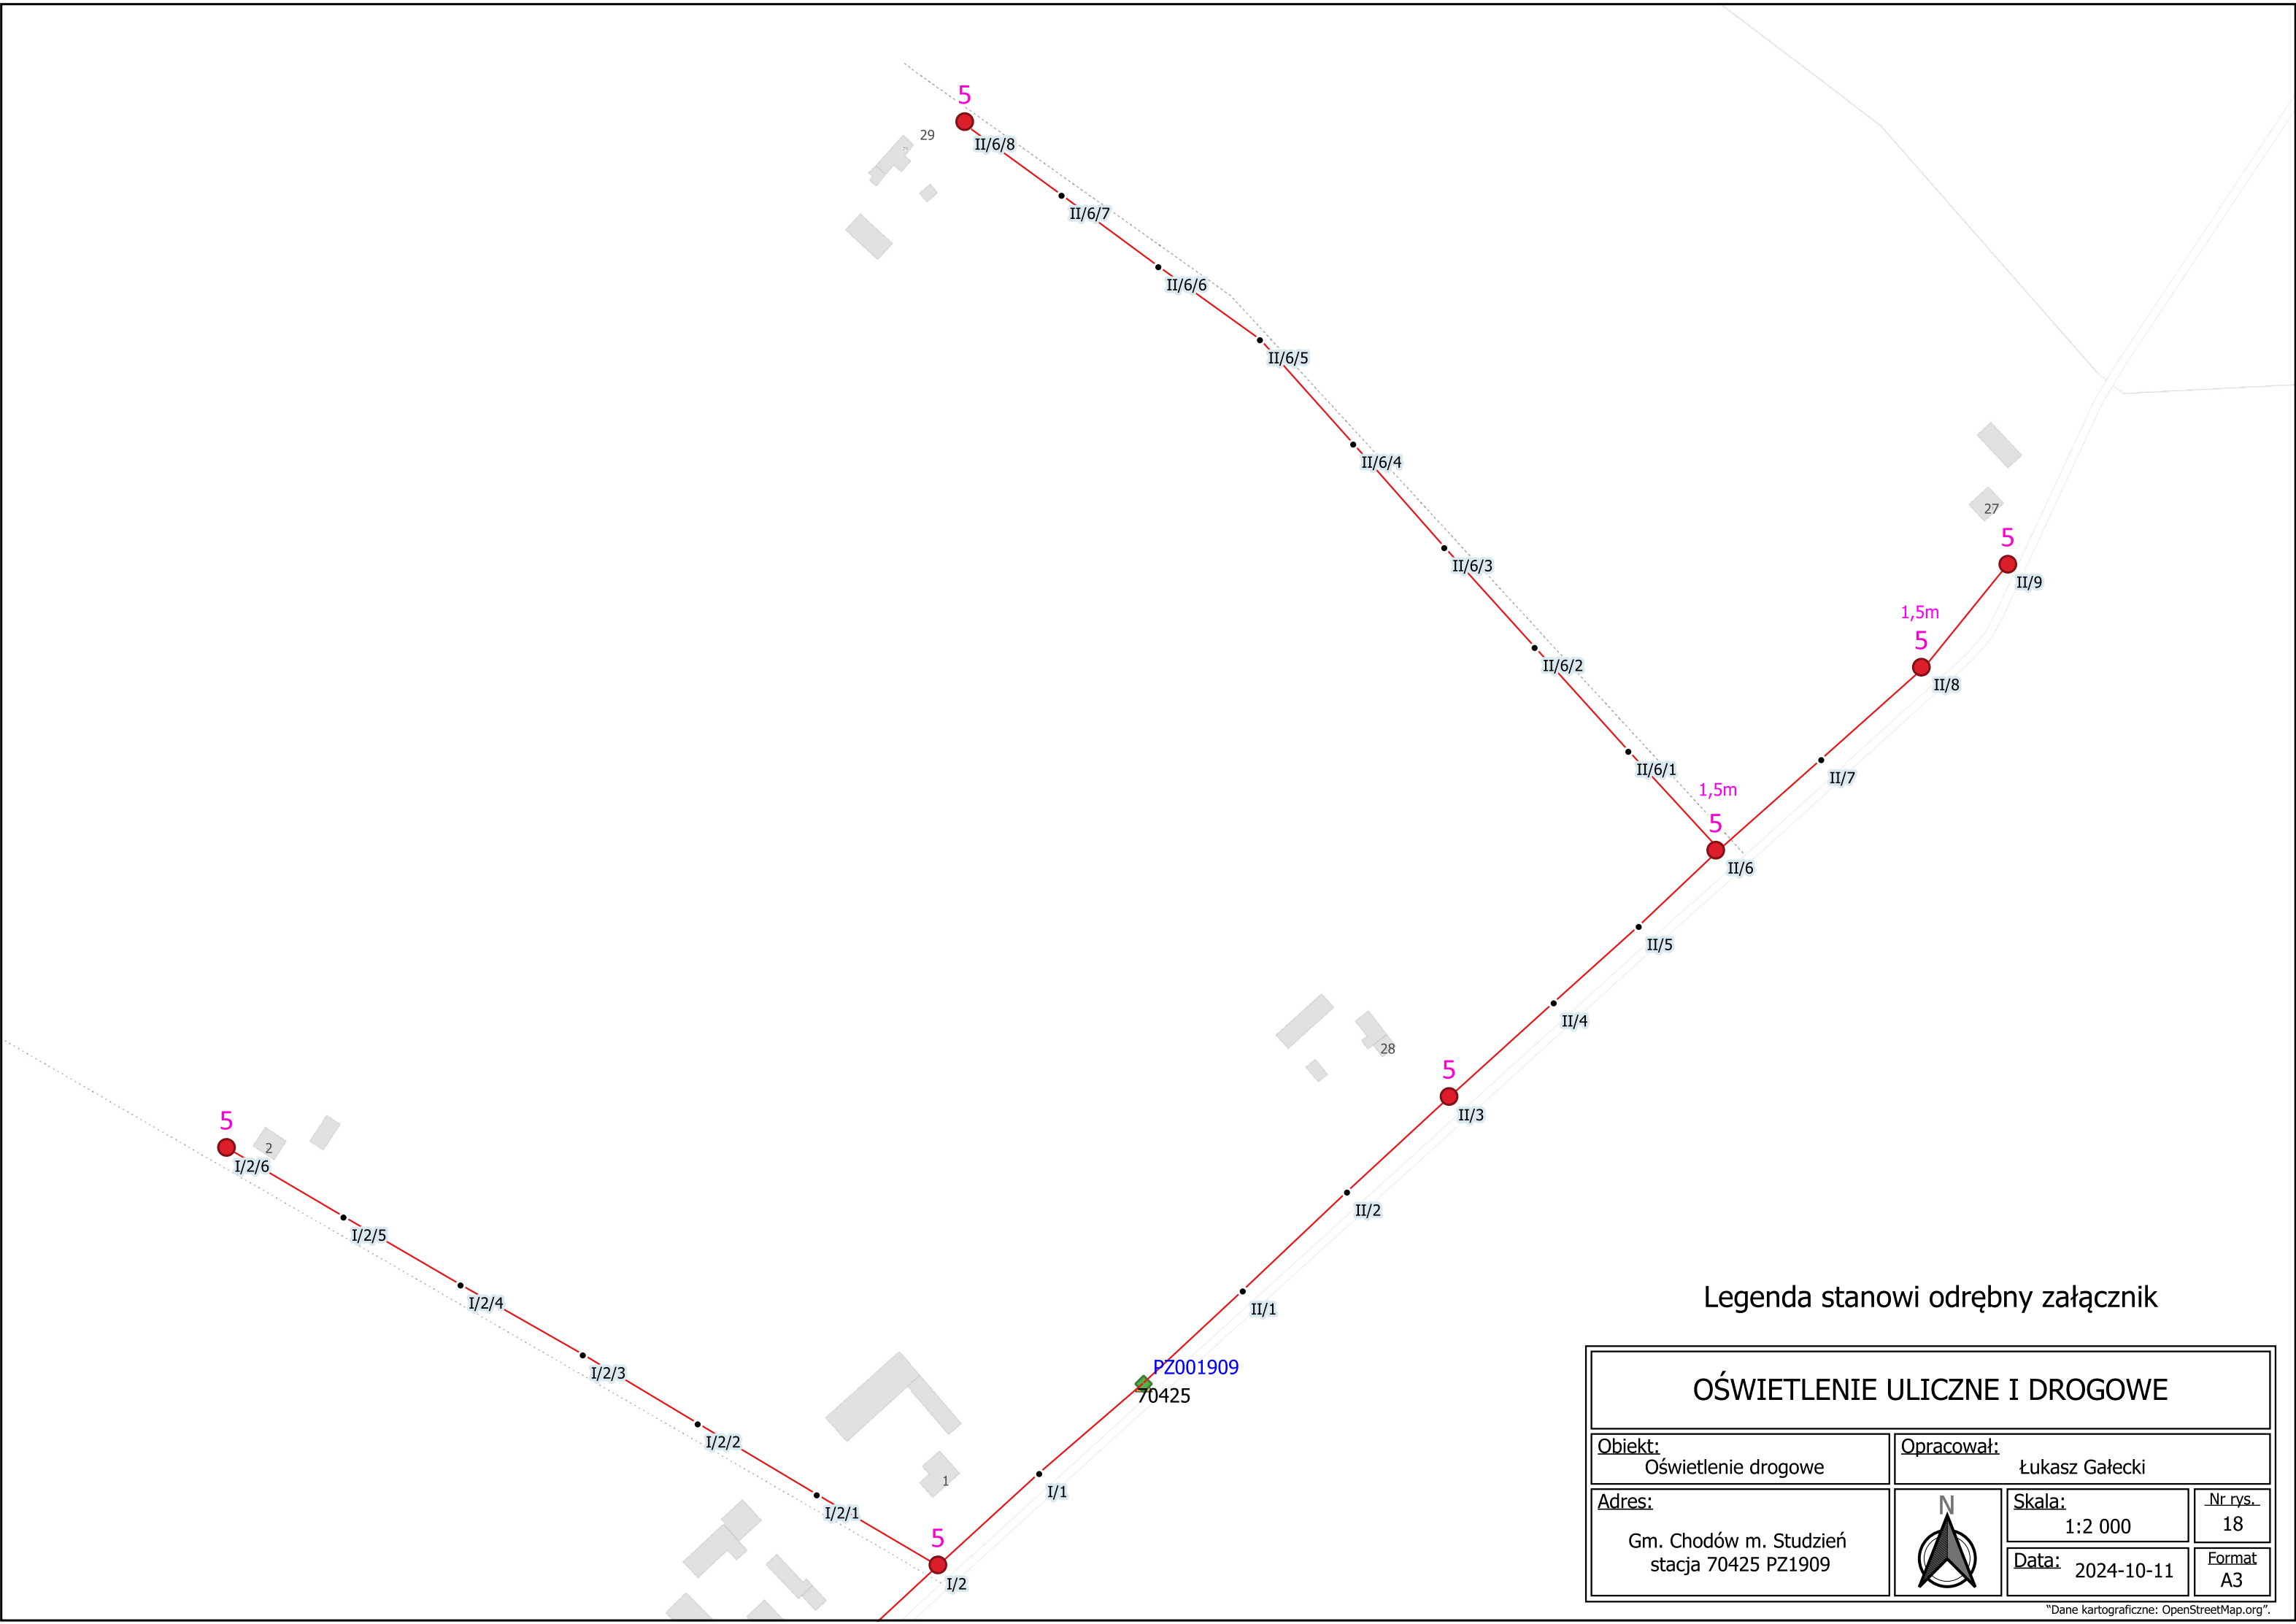 5
29
II/6/8
II/6/7
II/6/6
II/6/5
II/6/4
II/6/3
27
5
II/9
1,5m
5
II/8
II/6/2
II/6/1
II/7
1,5m
5
II/6
II/5
II/4
28
5
II/3
5
2
I/2/6
II/2
I/2/5
I/2/4
II/1
I/2/3
PZ001909
70425
I/2/2
1
I/1
I/2/1
5
I/2
Legenda stanowi odrębny załącznik
OŚWIETLENIE ULICZNE I DROGOWE
Obiekt:
Oświetlenie drogowe
Opracował:
Łukasz Gałecki
Adres:
Gm. Chodów m. Studzień
stacja 70425 PZ1909
N
Skala:
1:2 000
Nr rys.
18
Data: 2024-10-11
Format
A3
"Dane kartograficzne: OpenStreetMap.org".